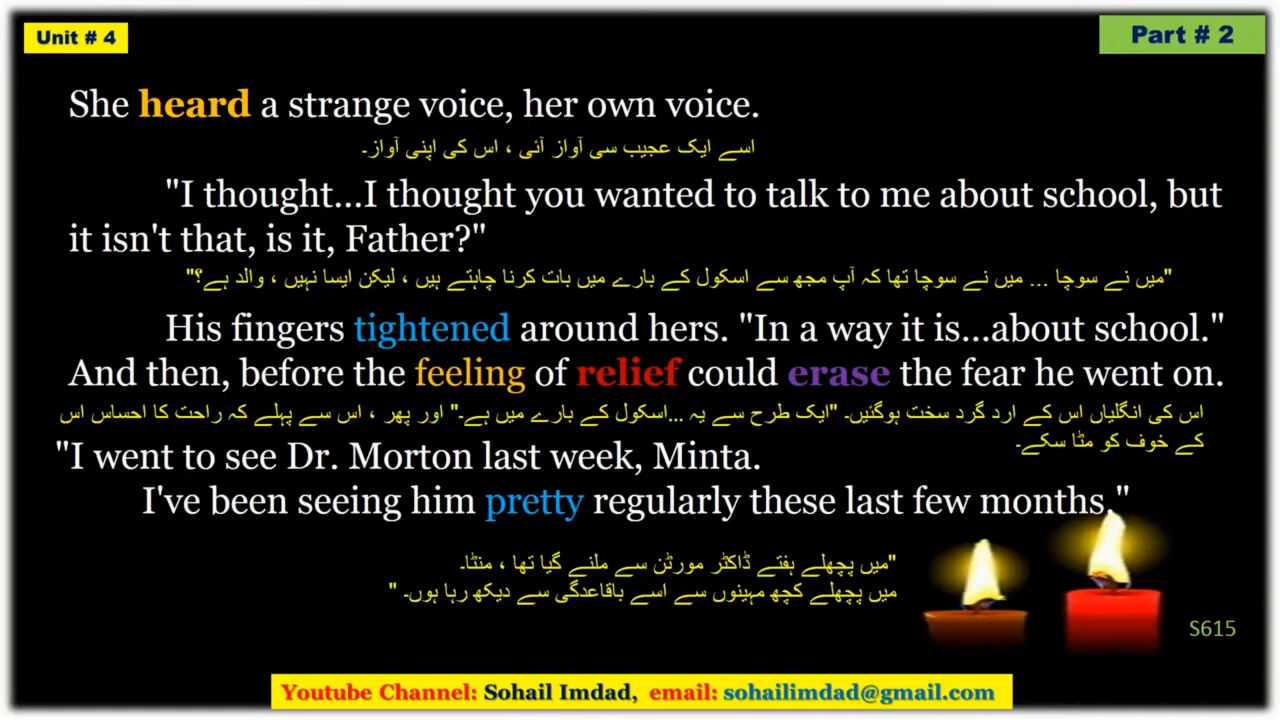 Unit # 4
Part # 2
She heard a strange voice, her own voice.
اسے ایک عجیب سی آواز آئی ، اس کی اپنی آواز۔
"I thought...I thought you wanted to talk to me about school, but
it isn't that, is it, Father?"
"میں نے سوچا ... میں نے سوچا تھا کہ آپ مجھ سے اسکول کے بارے میں بات کرنا چاہتے ہیں ، لیکن ایسا نہیں ، والد ہے؟"
His fingers tightened around hers. "In a way it is...about school."
And then, before the feeling of relief could erase the fear he went on.
اس کی انگلیاں اس کے ارد گرد سخت ہوگئیں۔ "ایک طرح سے یہ ...اسکول کے بارے میں ہے۔" اور پھر ، اس سے پہلے کہ راحت کا احساس اس
کے خوف کو مٹا سکے۔
"I went to see Dr. Morton last week, Minta.
I've been seeing him pretty regularly these last few months."
"میں پچھلے ہفتے ڈاکٹر مورٹن سے ملنے گیا تھا ، منٹا۔
میں پچھلے کچھ مہینوں سے اسے باقاعدگی سے دیکھ رہا ہوں۔ "
S615
Youtube Channel: Sohail Imdad, email: sohailimdad@gmail.com